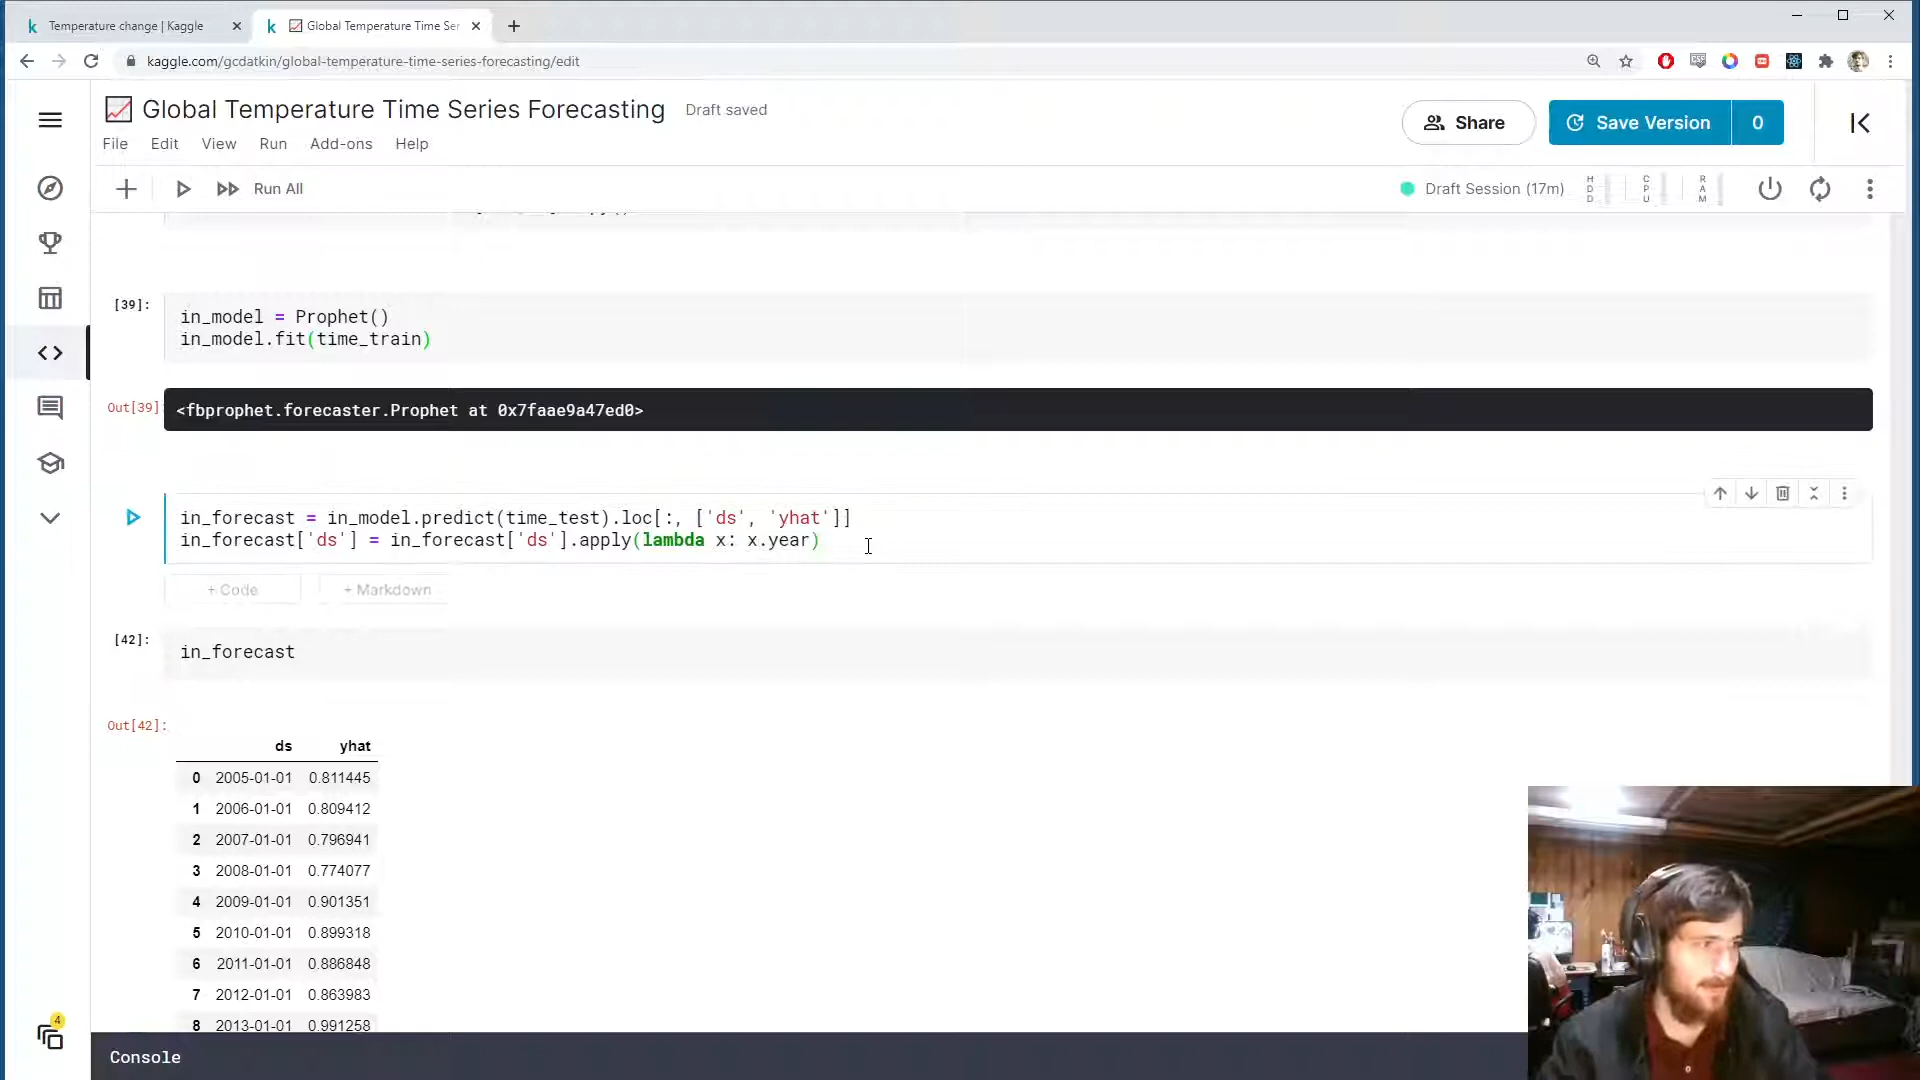 Temperature change | Kaggle
Global Temperature Time Ser
kaggle.com/gcdatkin/global-temperature-time-series-forecasting/edit
Global Temperature Time Series Forecasting
Draft saved
Share
Save Version
0
File Edit View Run Add-ons Help
Run All
Draft Session (17m)
HDD
CPU
RAM
[39]:
in_model = Prophet()
in_model.fit(time_train)
Out[39]
<fbprophet.forecaster.Prophet at 0x7faae9a47ed0>
in_forecast = in_model.predict(time_test).loc[:, ['ds', 'yhat']]
in_forecast['ds'] = in_forecast['ds'].apply(lambda x: x.year)
+ Code + Markdown
[42]:
in_forecast
Out[42]:
ds yhat
0 2005-01-01 0.811445
1 2006-01-01 0.809412
2 2007-01-01 0.796941
3 2008-01-01 0.774077
4 2009-01-01 0.901351
5 2010-01-01 0.899318
6 2011-01-01 0.886848
7 2012-01-01 0.863983
8 2013-01-01 0.991258
4
Console